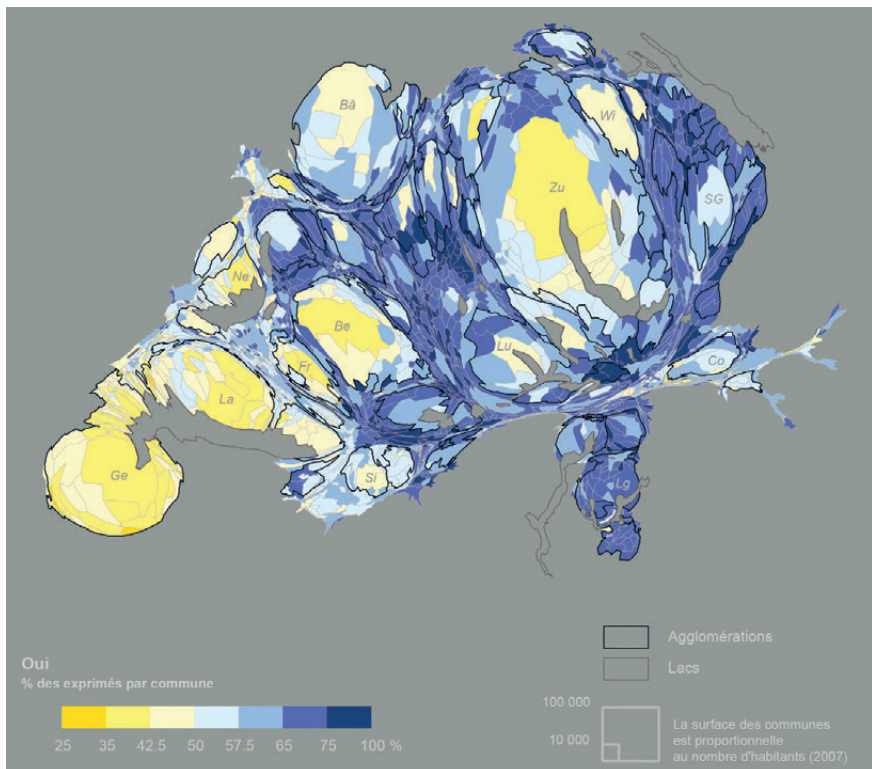 Bâ
Wi
Zu
SG
Ne
Be
Lu
Fr
Co
La
Ge
Si
Lg
Agglomérations
Lacs
Oui
% des exprimés par commune
25 35 42.5 50 57.5 65 75 100 %
100 000
10 000
La surface des communes
est proportionnelle
au nombre d'habitants (2007)